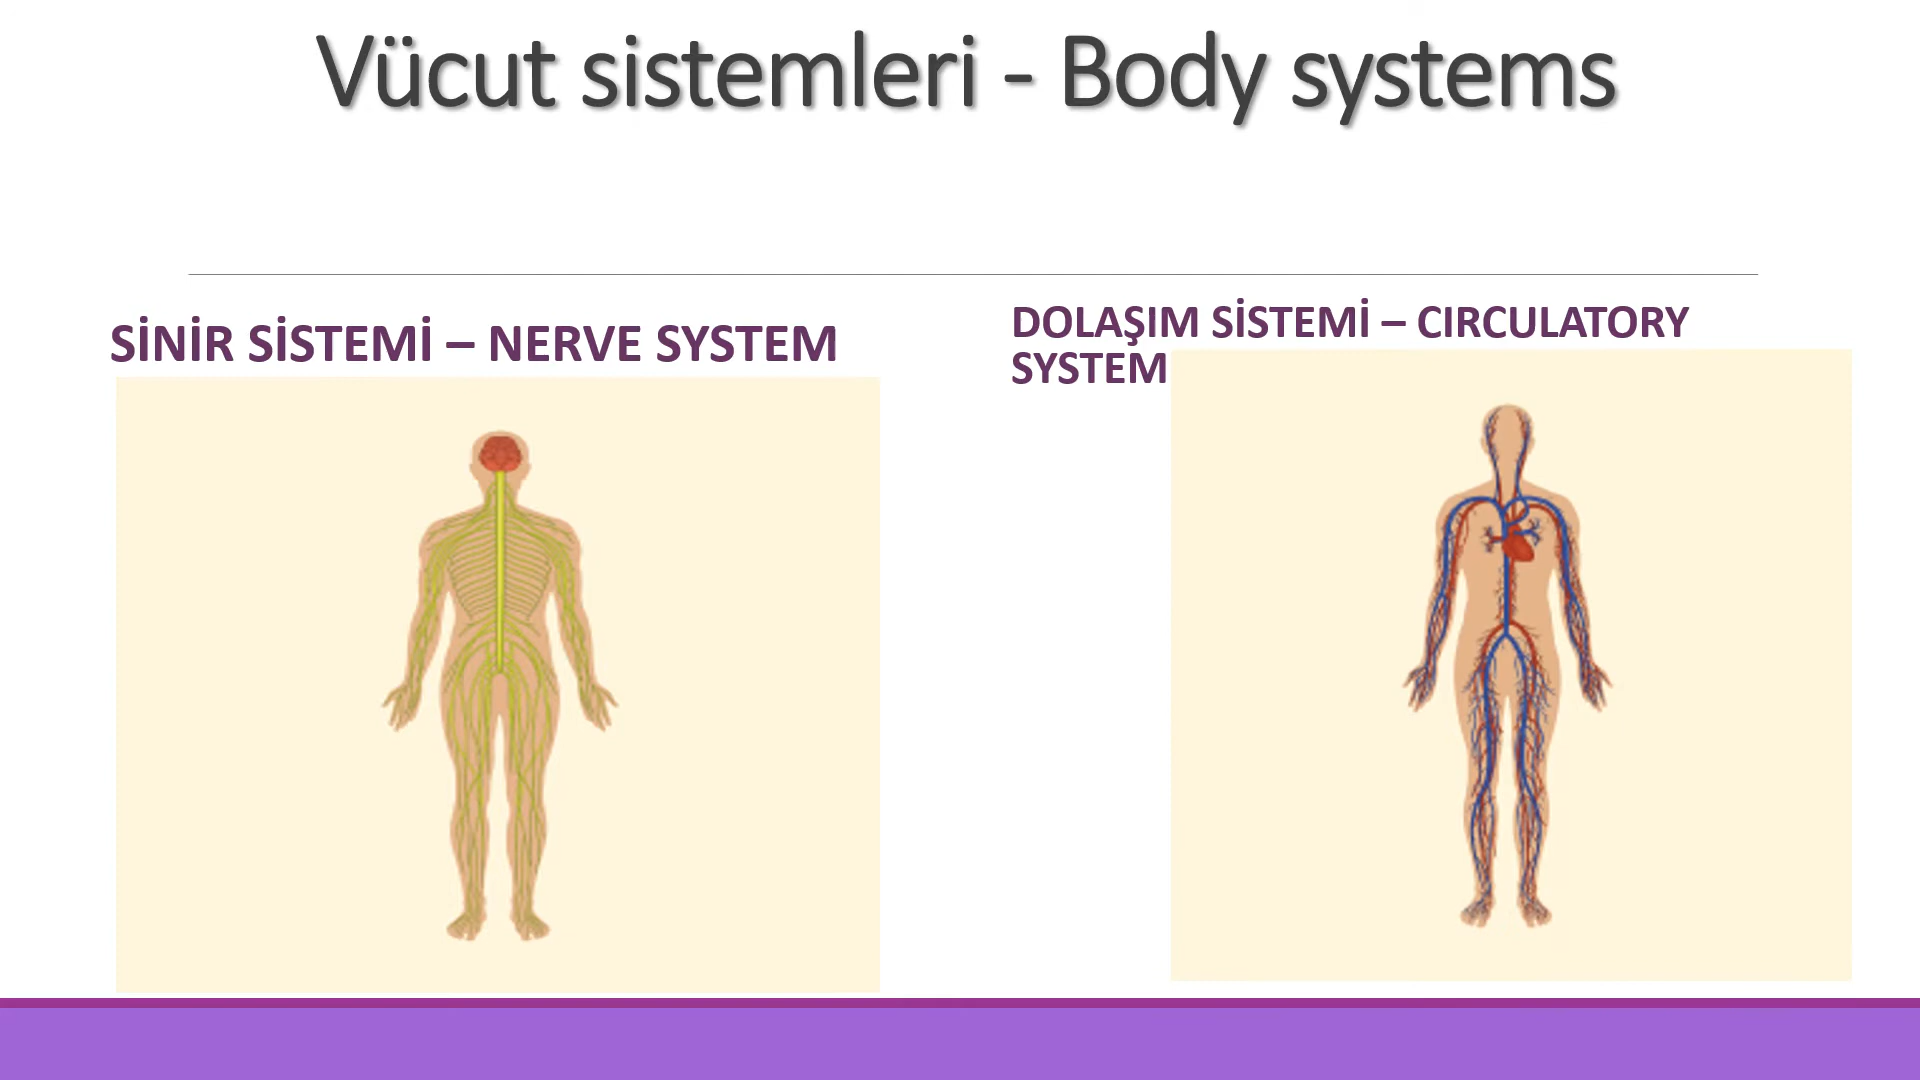 Vücut sistemleri - Body systems
SİNİR SİSTEMİ – NERVE SYSTEM
DOLAŞIM SİSTEMİ – CIRCULATORY
SYSTEM